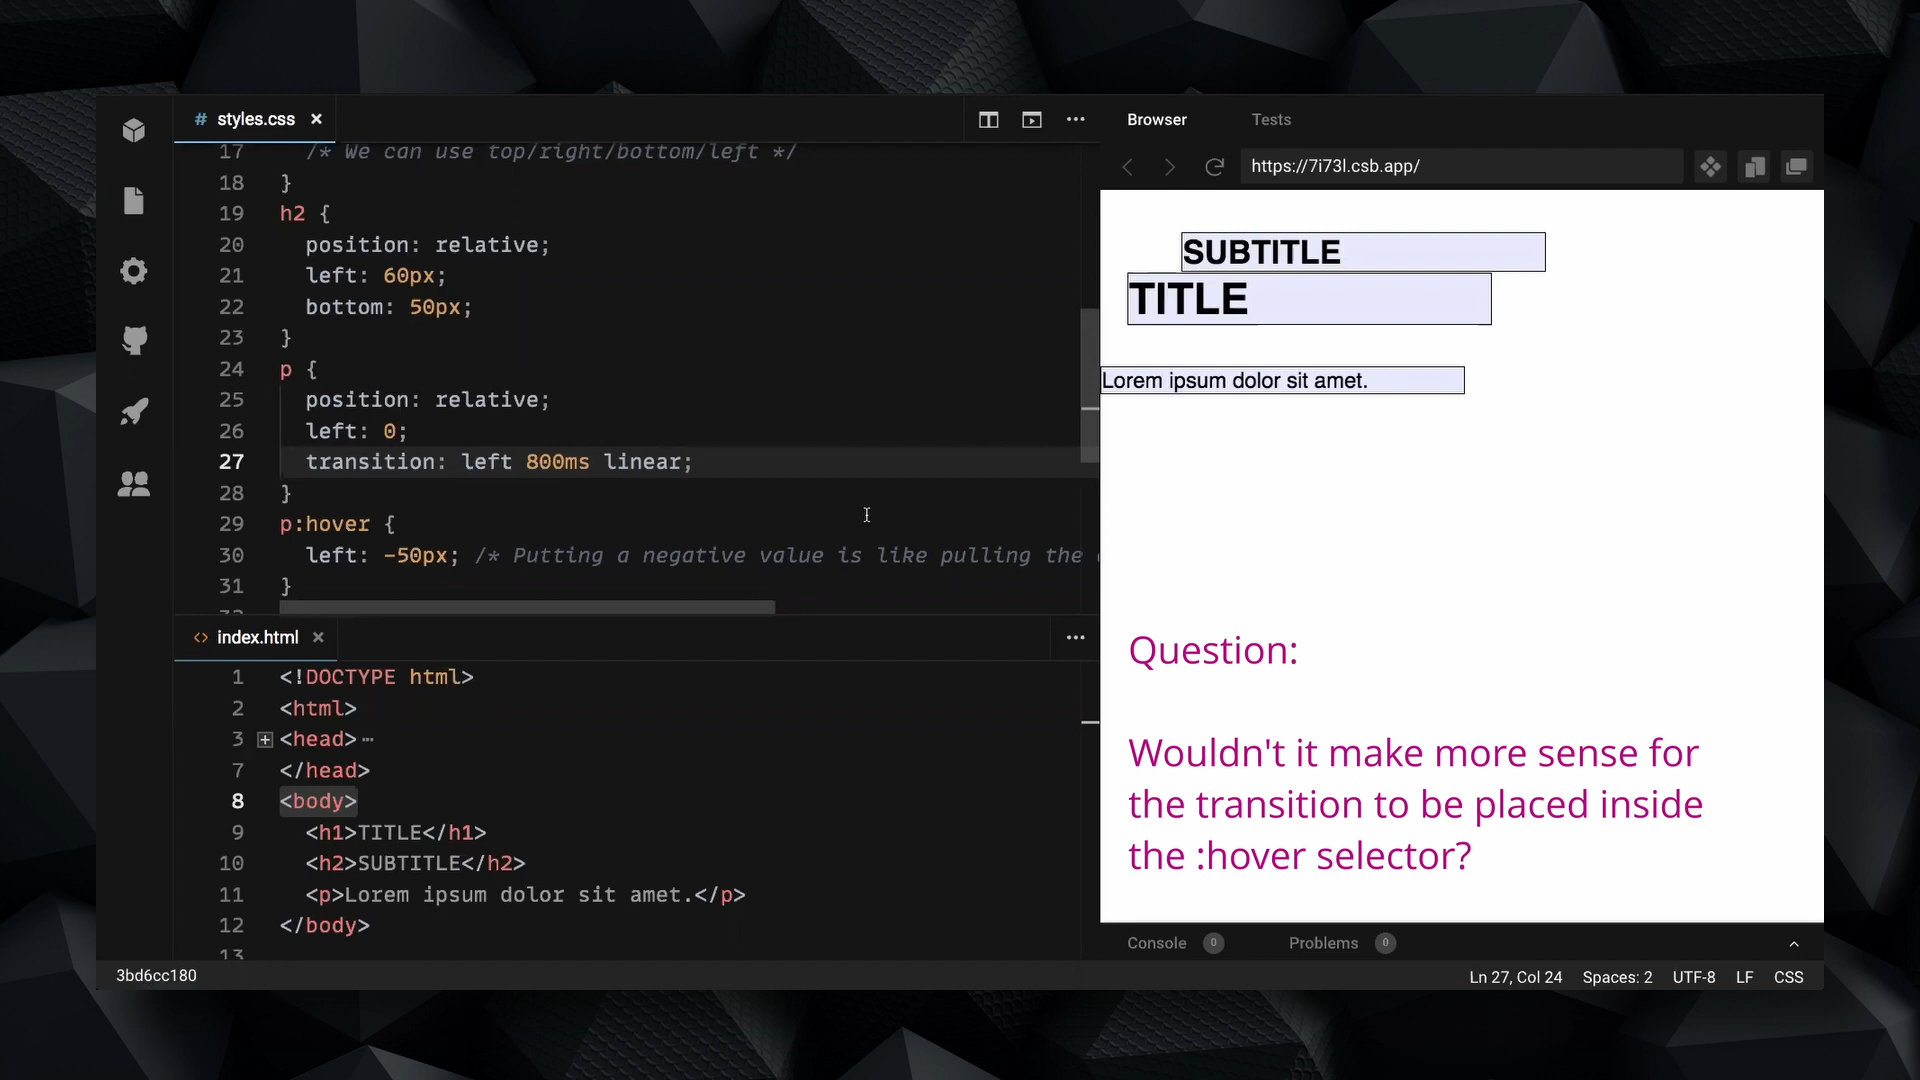 # styles.css ×
17 /* We can use top/right/bottom/left */
18 }
19 h2 {
20 position: relative;
21 left: 60px;
22 bottom: 50px;
23 }
24 p {
25 position: relative;
26 left: 0;
27 transition: left 800ms linear;
28 }
29 p:hover {
30 left: -50px; /* Putting a negative value is like pulling the
31 }
<> index.html ×
1 <!DOCTYPE html>
2 <html>
3 <head>
7 </head>
8 <body>
9 <h1>TITLE</h1>
10 <h2>SUBTITLE</h2>
11 <p>Lorem ipsum dolor sit amet.</p>
12 </body>
13
Browser Tests
https://7i73l.csb.app/
SUBTITLE
TITLE
Lorem ipsum dolor sit amet.
Question:
Wouldn't it make more sense for
the transition to be placed inside
the :hover selector?
Console 0 Problems 0
3bd6cc180 Ln 27, Col 24 Spaces: 2 UTF-8 LF CSS